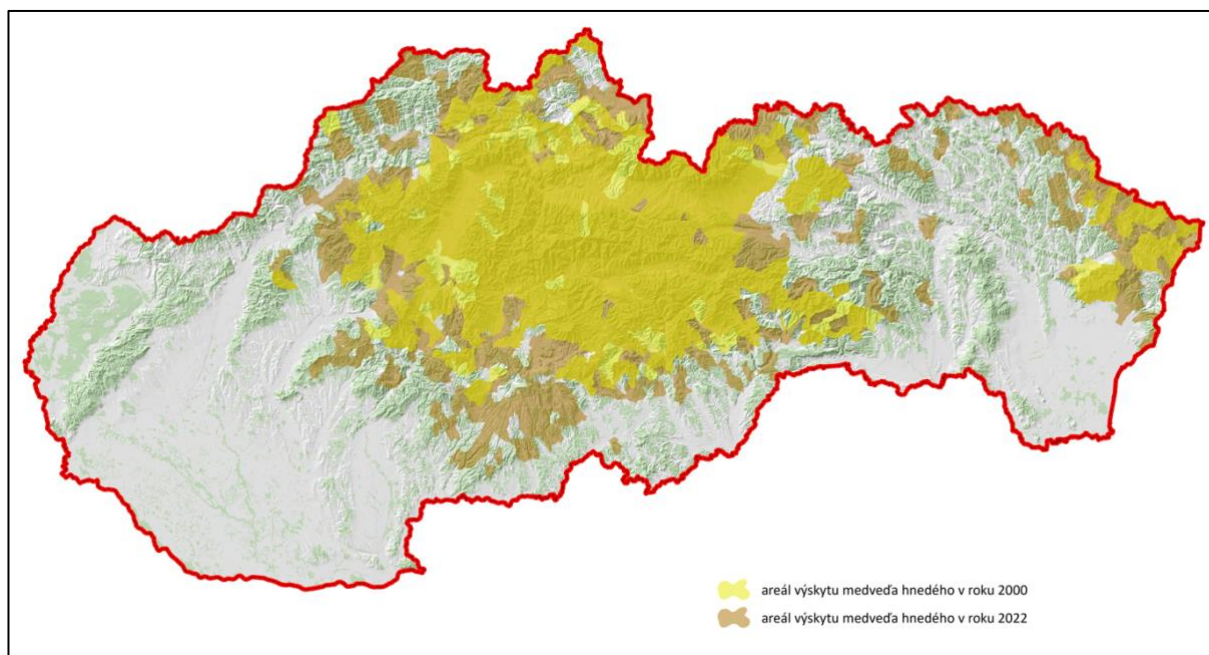 areál výskytu medveďa hnedého v roku 2000
areál výskytu medveďa hnedého v roku 2022